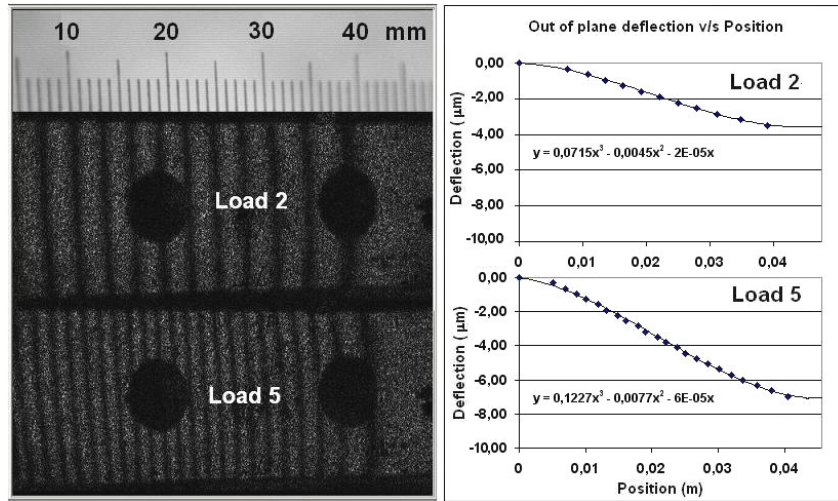 10 20 30 40 mm
Load 2
Load 5
Out of plane deflection v/s Position
Load 2
Deflection ( μm)
0,00
-2,00
-4,00
-6,00
-8,00
-10,00
y = 0,0715x³ - 0,0045x² - 2E-05x
0 0,01 0,02 0,03 0,04
Load 5
Deflection ( μm)
0,00
-2,00
-4,00
-6,00
-8,00
-10,00
y = 0,1227x³ - 0,0077x² - 6E-05x
0 0,01 0,02 0,03 0,04
Position (m)